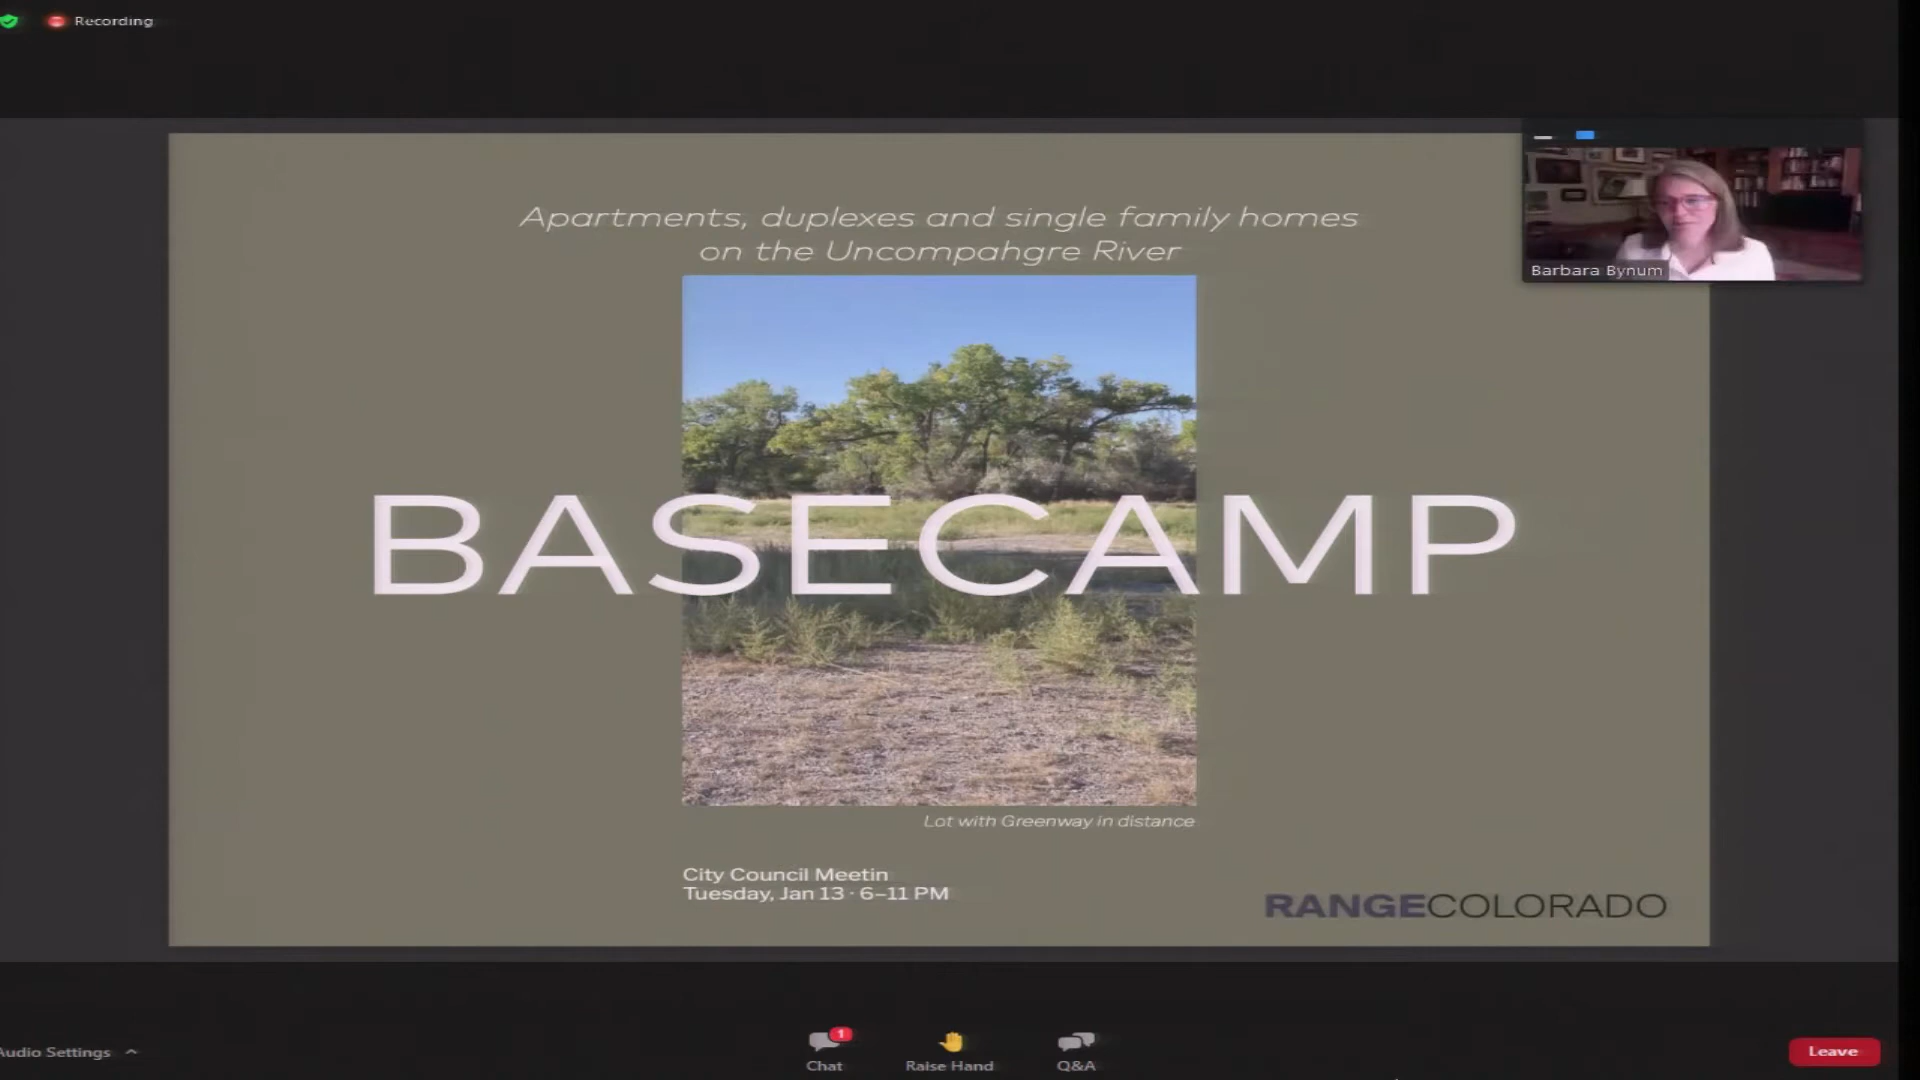 Recording
Apartments, duplexes and single family homes
on the Uncompahgre River
Barbara Bynum
BASECAMP
Lot with Greenway in distance
City Council Meetin
Tuesday, Jan 13 · 6–11 PM
RANGECOLORADO
Audio Settings
1
Chat
Raise Hand
Q&A
Leave